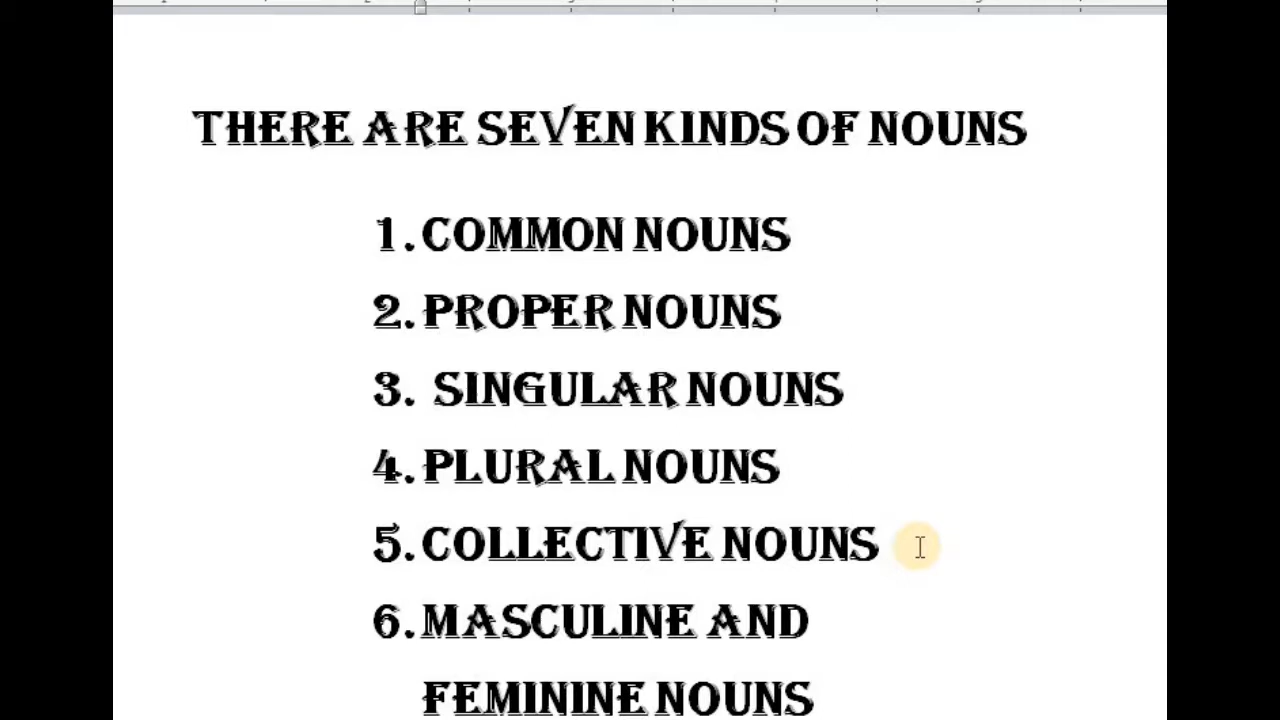 THERE ARE SEVEN KINDS OF NOUNS
1. COMMON NOUNS
2. PROPER NOUNS
3. SINGULAR NOUNS
4. PLURAL NOUNS
5. COLLECTIVE NOUNS
6. MASCULINE AND
FEMININE NOUNS